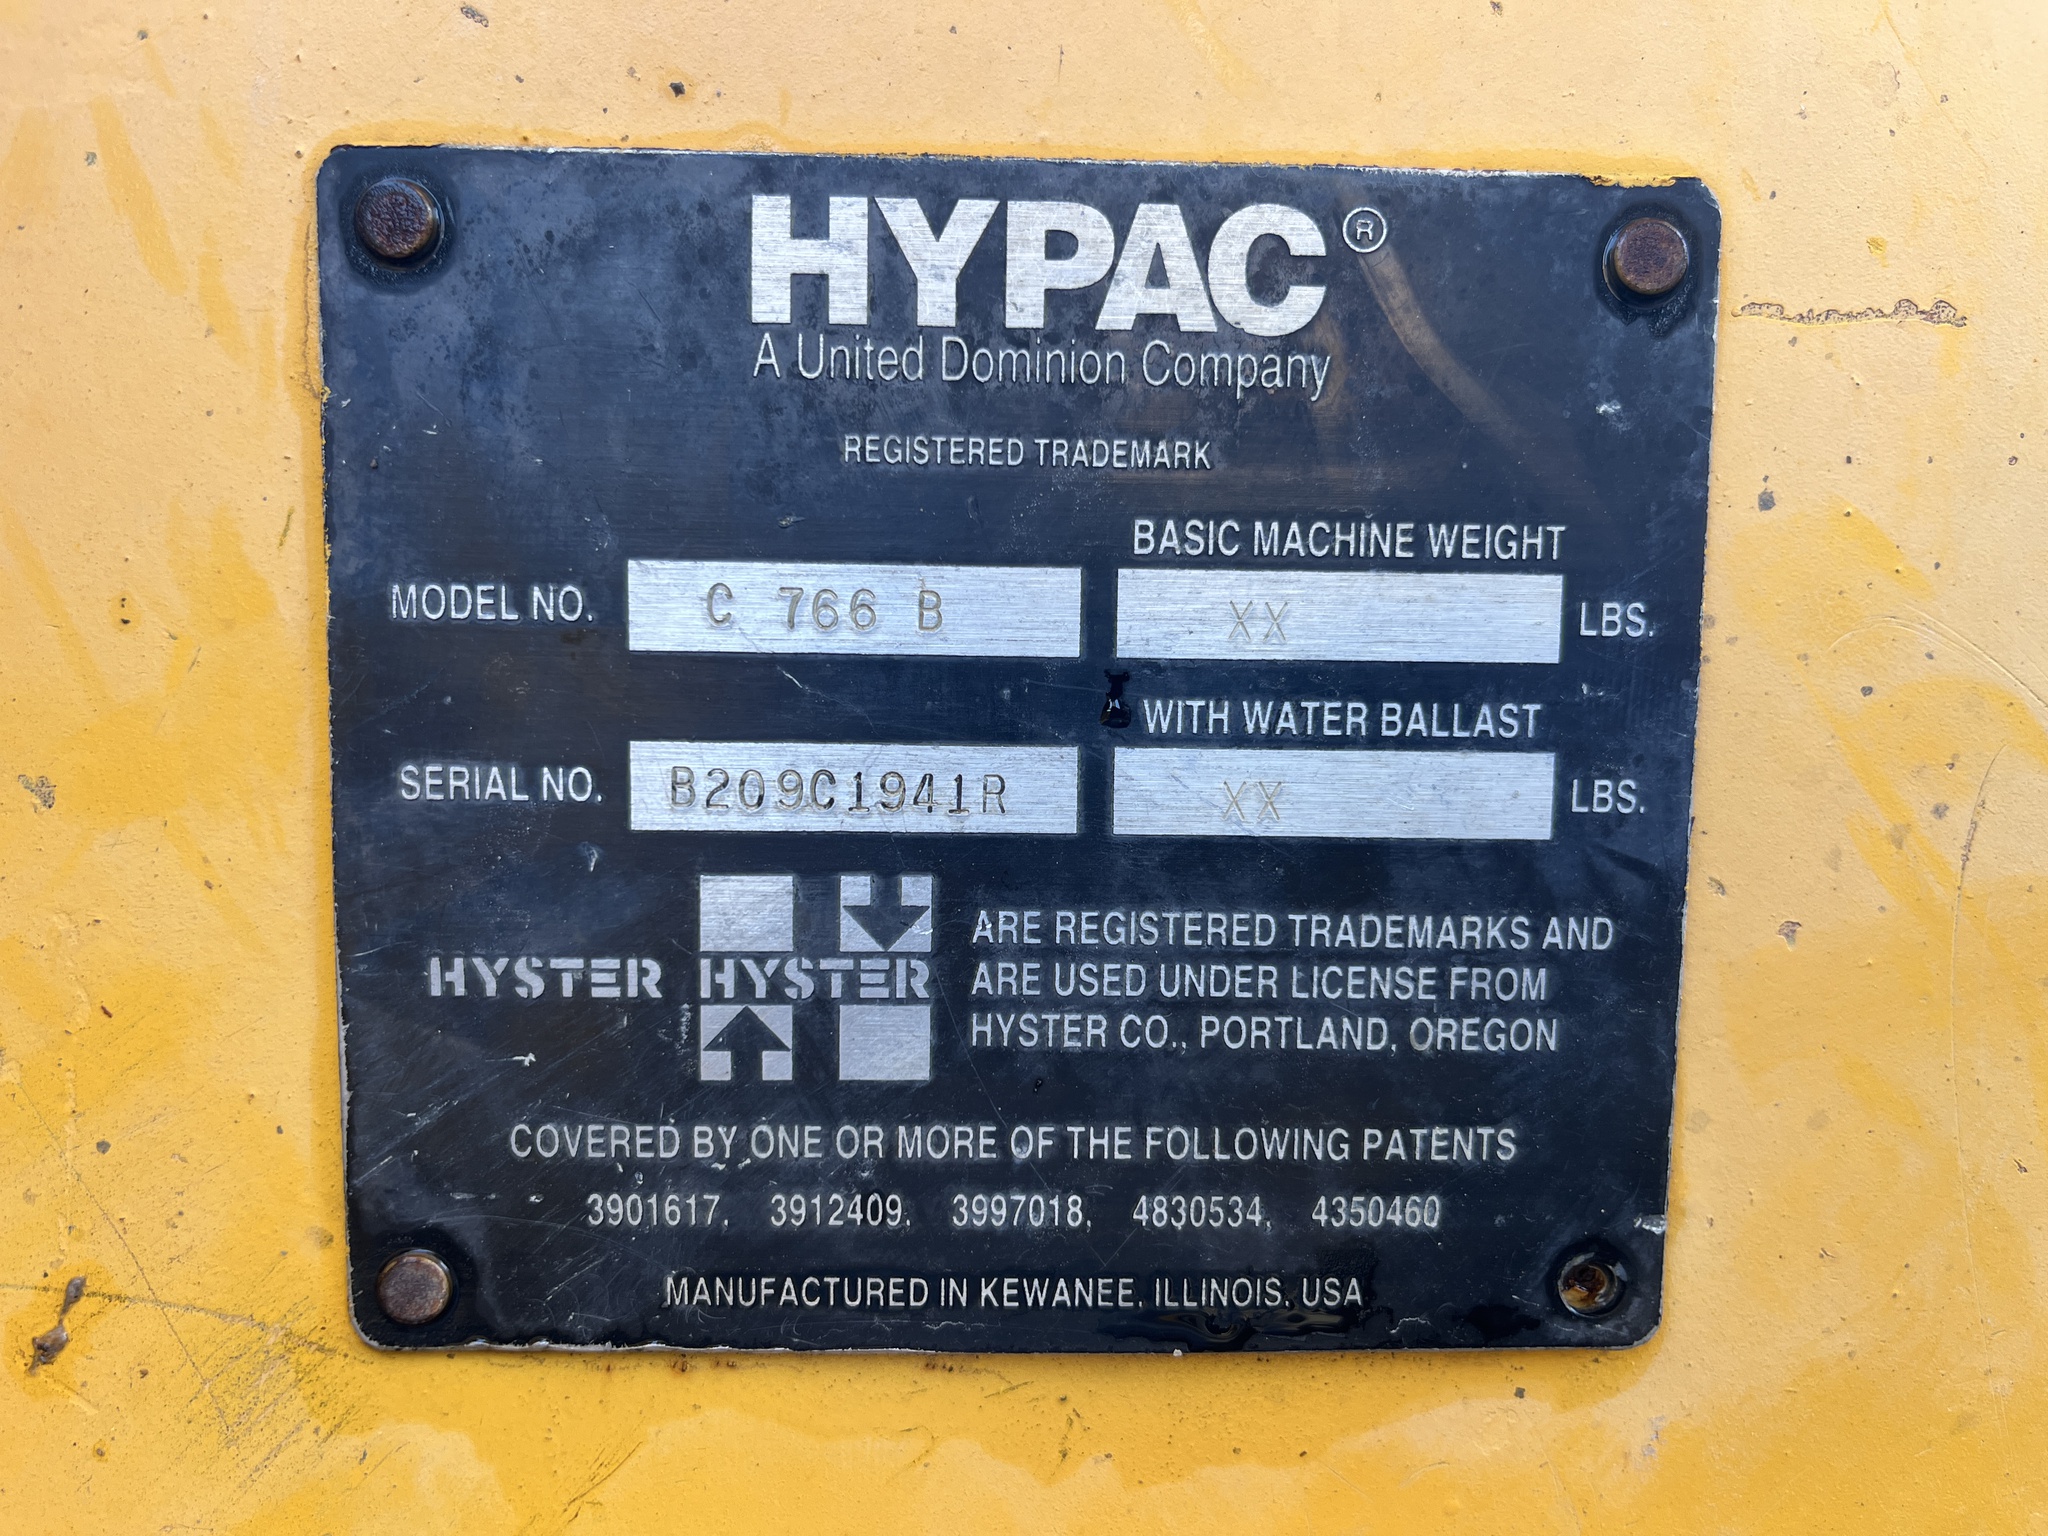 HYPAC®
A United Dominion Company
REGISTERED TRADEMARK
BASIC MACHINE WEIGHT
MODEL NO. C 766 B XX LBS.
WITH WATER BALLAST
SERIAL NO. B209C1941R XX LBS.
HYSTER HYSTER
ARE REGISTERED TRADEMARKS AND
ARE USED UNDER LICENSE FROM
HYSTER CO., PORTLAND, OREGON
COVERED BY ONE OR MORE OF THE FOLLOWING PATENTS
3901617, 3912409, 3997018, 4830534, 4350460
MANUFACTURED IN KEWANEE, ILLINOIS, USA